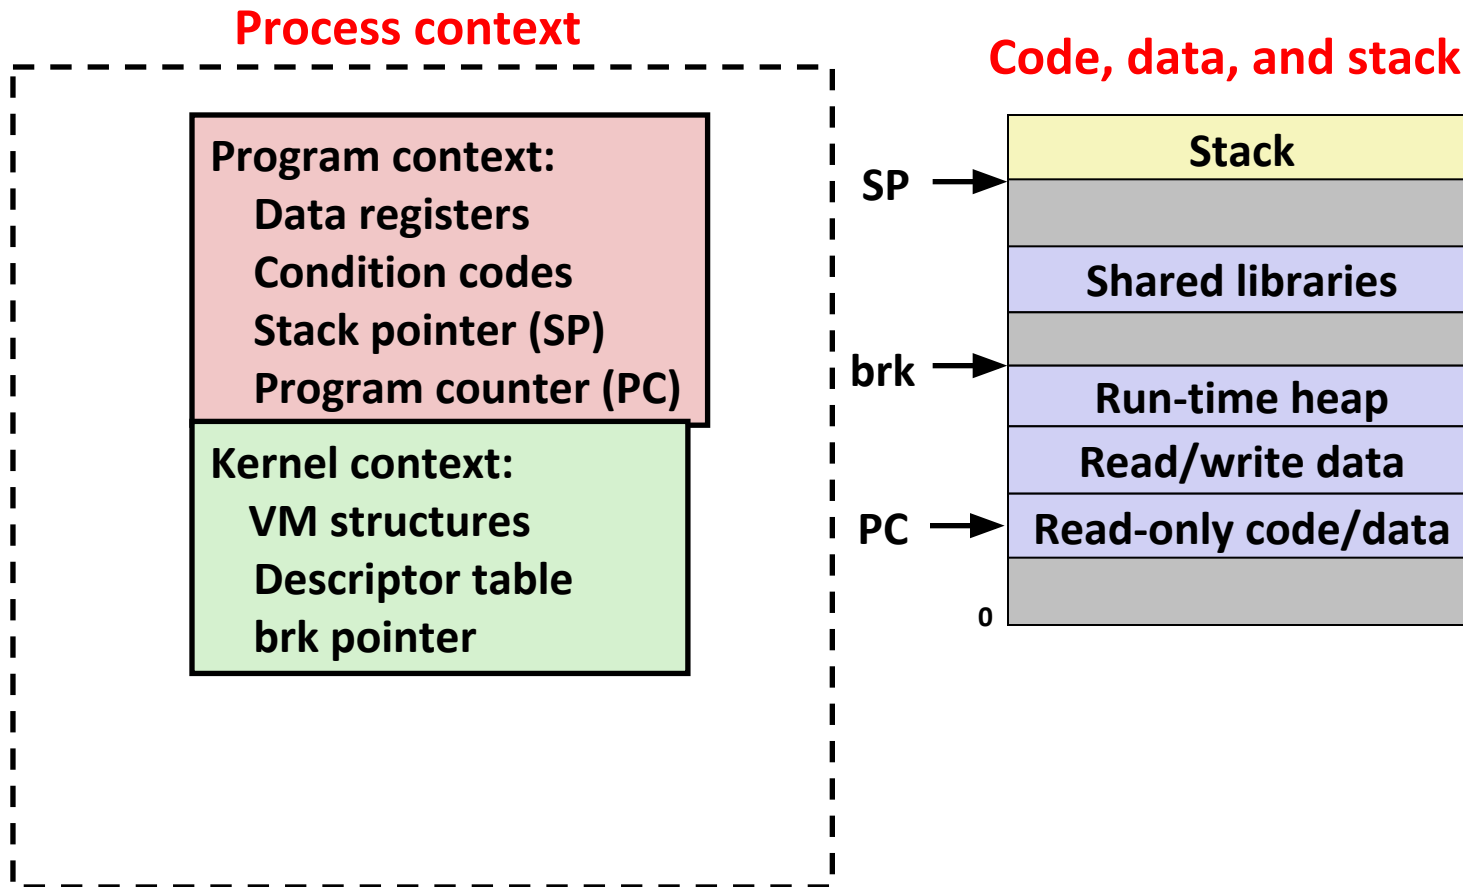 Process context
Program context:
Data registers
Condition codes
Stack pointer (SP)
Program counter (PC)
Kernel context:
VM structures
Descriptor table
brk pointer
Code, data, and stack
Stack
SP
Shared libraries
brk
Run-time heap
Read/write data
PC
Read-only code/data
0